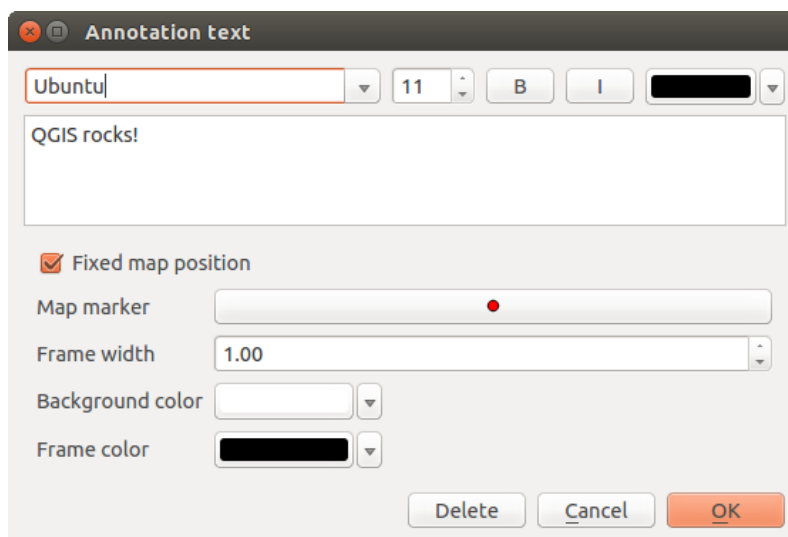 Annotation text
Ubuntu 11 B I
QGIS rocks!
Fixed map position
Map marker
Frame width 1.00
Background color
Frame color
Delete Cancel OK